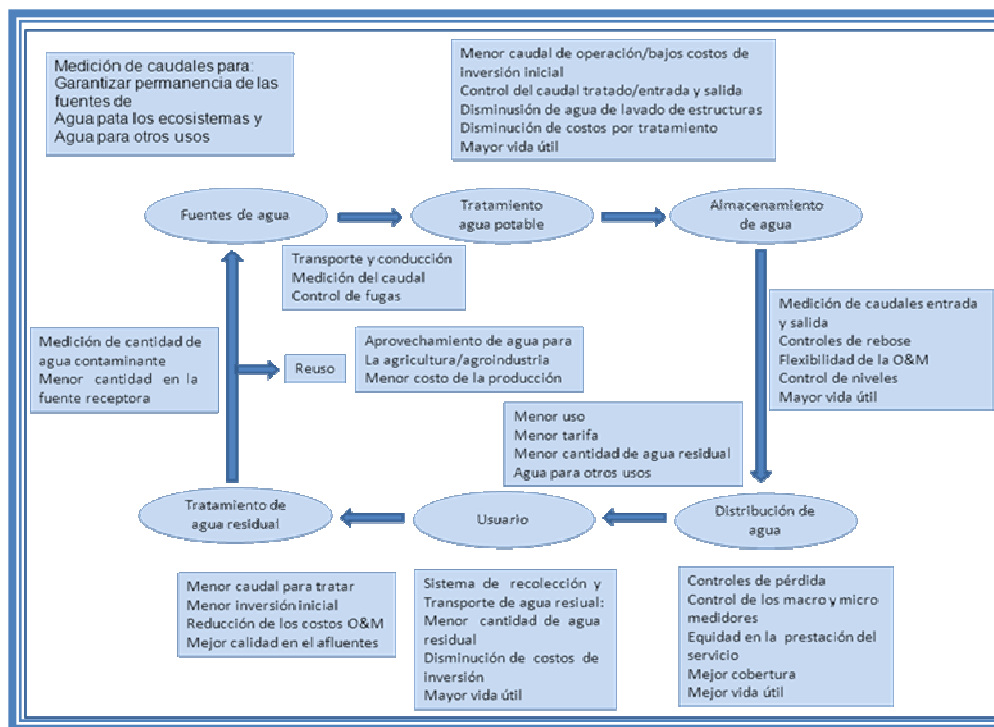 Medición de caudales para:
Garantizar permanencia de las
fuentes de
Agua pata los ecosistemas y
Agua para otros usos
Menor caudal de operación/bajos costos de
inversión inicial
Control del caudal tratado/entrada y salida
Disminusión de agua de lavado de estructuras
Disminución de costos por tratamiento
Mayor vida útil
Fuentes de agua
Tratamiento
agua potable
Almacenamiento
de agua
Transporte y conducción
Medición del caudal
Control de fugas
Medición de caudales entrada
y salida
Controles de rebose
Flexibilidad de la O&M
Control de niveles
Mayor vida útil
Medición de cantidad de
agua contaminante
Menor cantidad en la
fuente receptora
Reuso
Aprovechamiento de agua para
La agricultura/agroindustria
Menor costo de la producción
Menor uso
Menor tarifa
Menor cantidad de agua residual
Agua para otros usos
Tratamiento de
agua residual
Usuario
Distribución de
agua
Menor caudal para tratar
Menor inversión inicial
Reducción de los costos O&M
Mejor calidad en el afluentes
Sistema de recolección y
Transporte de agua resiual:
Menor cantidad de agua
residual
Disminución de costos de
inversión
Mayor vida útil
Controles de pérdida
Control de los macro y micro
medidores
Equidad en la prestación del
servicio
Mejor cobertura
Mejor vida útil